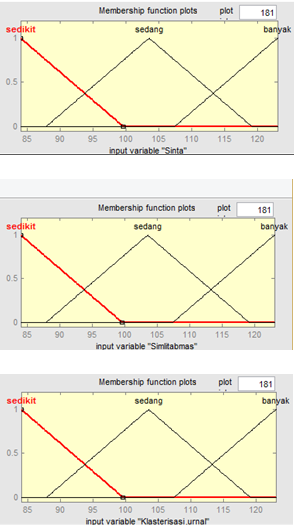 Membership function plots plot 181
sedikit sedang banyak
1
0.5
0
85 90 95 100 105 110 115 120
input variable "Sinta"
Membership function plots plot 181
sedikit sedang banyak
1
0.5
0
85 90 95 100 105 110 115 120
input variable "Simlitabmas"
Membership function plots plot 181
sedikit sedang banyak
1
0.5
0
85 90 95 100 105 110 115 120
input variable "KlasterisasiJurnal"